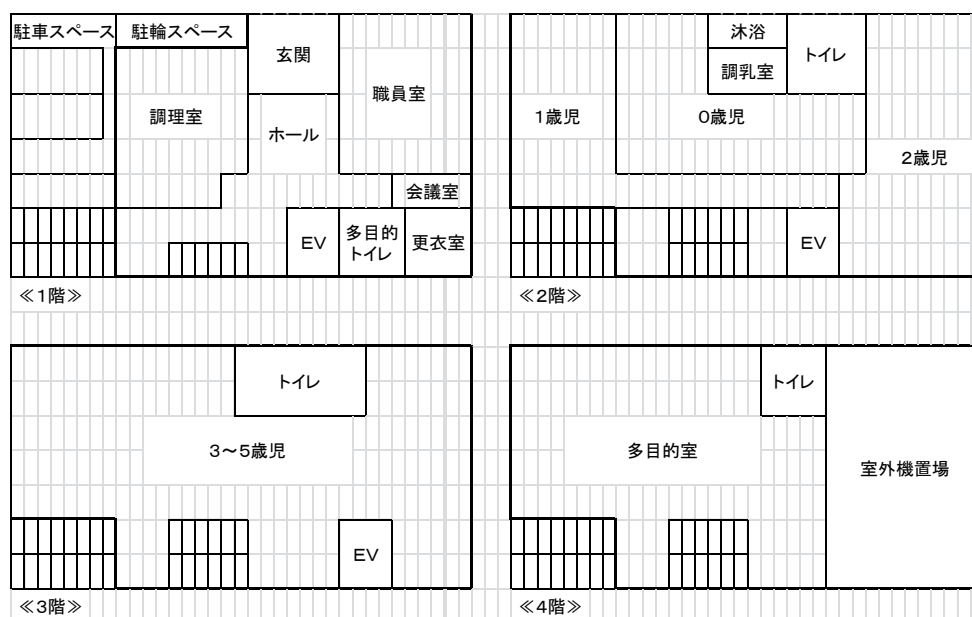 駐車スペース
駐輪スペース
玄関
職員室
調理室
ホール
会議室
EV
多目的
トイレ
更衣室
≪1階≫
沐浴
調乳室
トイレ
1歳児
0歳児
2歳児
EV
≪2階≫
トイレ
3～5歳児
EV
≪3階≫
トイレ
多目的室
室外機置場
≪4階≫